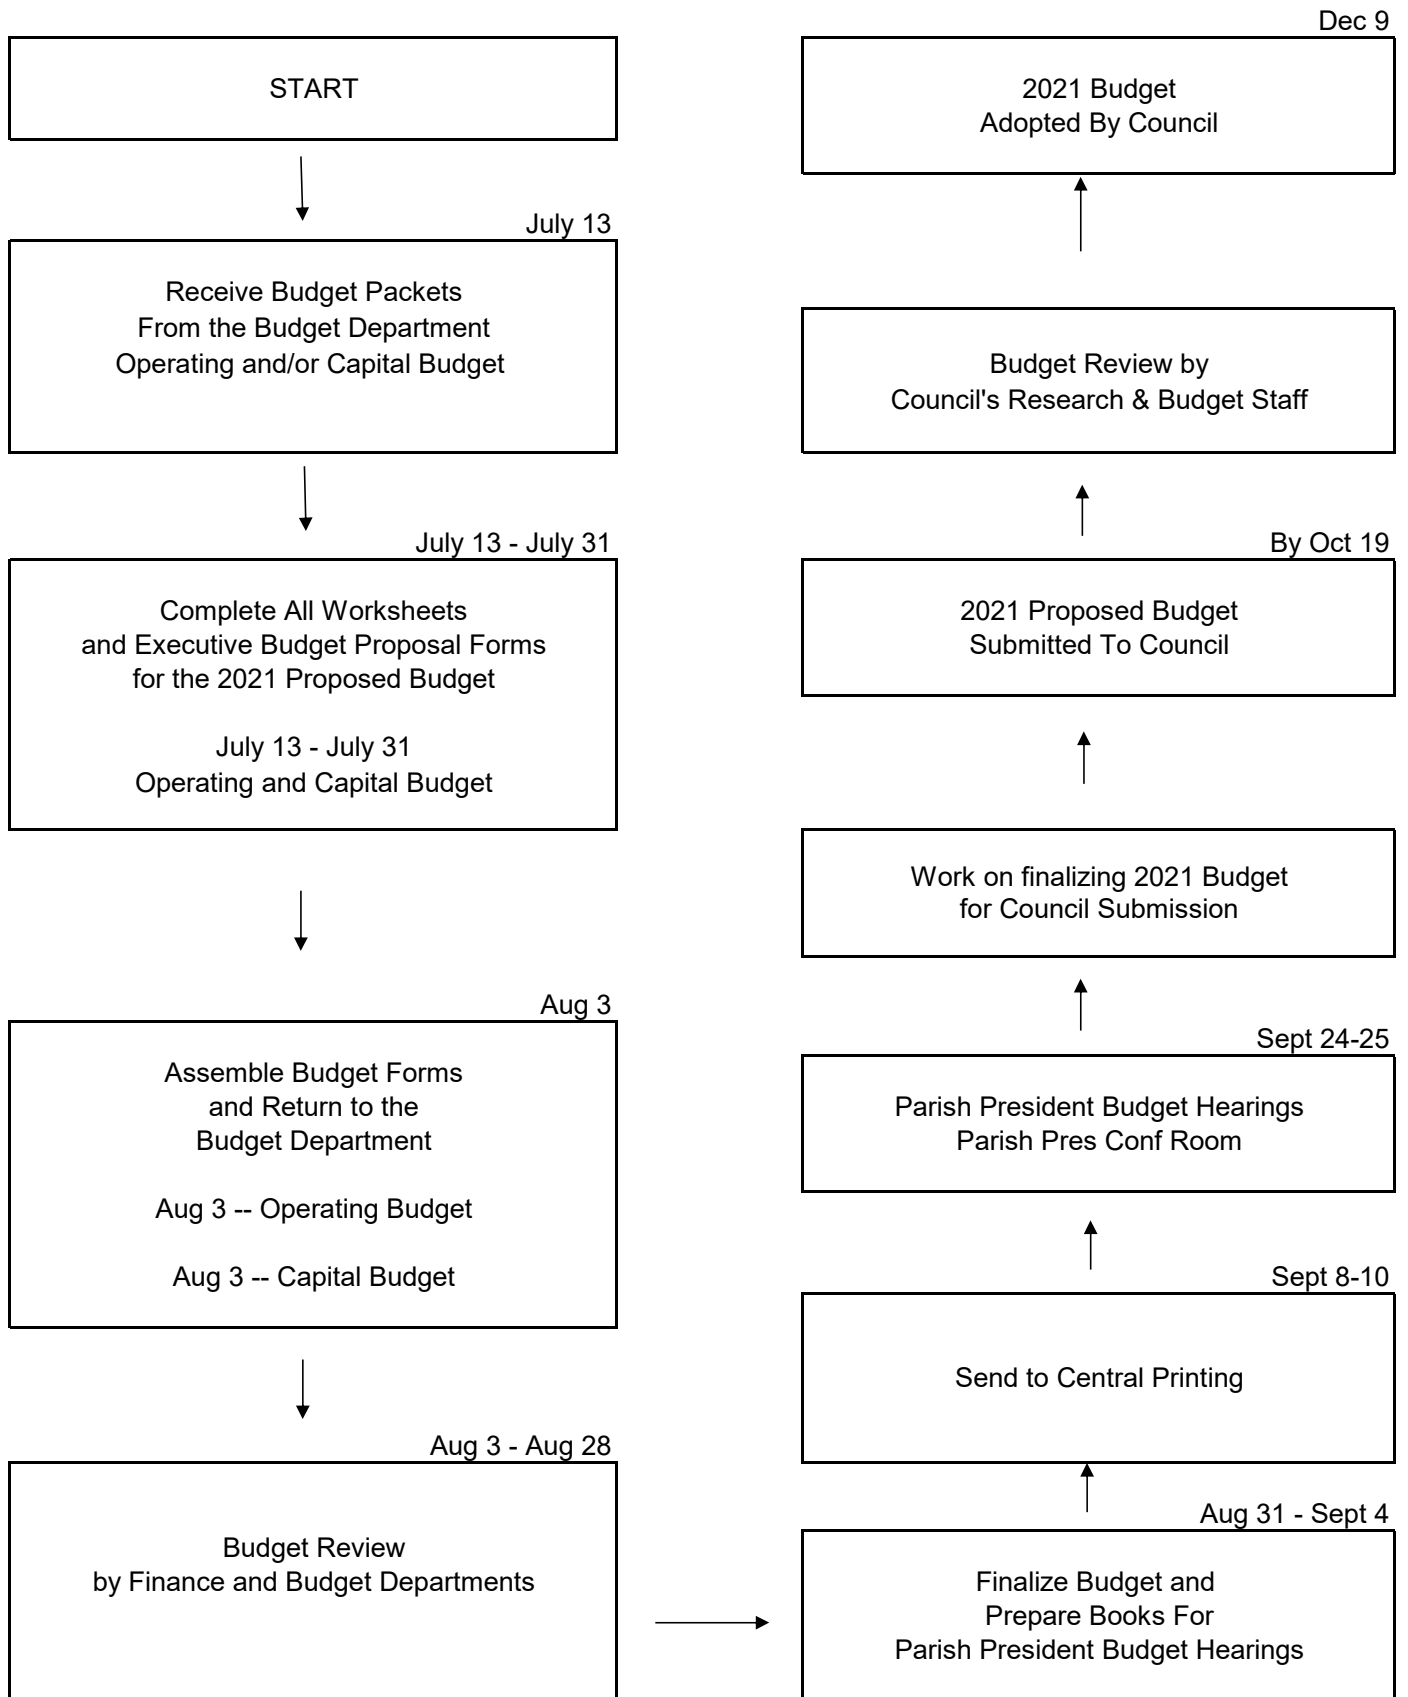 START
July 13
Receive Budget Packets
From the Budget Department
Operating and/or Capital Budget
July 13 - July 31
Complete All Worksheets
and Executive Budget Proposal Forms
for the 2021 Proposed Budget
July 13 - July 31
Operating and Capital Budget
Aug 3
Assemble Budget Forms
and Return to the
Budget Department
Aug 3 -- Operating Budget
Aug 3 -- Capital Budget
Aug 3 - Aug 28
Budget Review
by Finance and Budget Departments
Aug 31 - Sept 4
Finalize Budget and
Prepare Books For
Parish President Budget Hearings
Sept 8-10
Send to Central Printing
Sept 24-25
Parish President Budget Hearings
Parish Pres Conf Room
Work on finalizing 2021 Budget
for Council Submission
By Oct 19
2021 Proposed Budget
Submitted To Council
Budget Review by
Council's Research & Budget Staff
Dec 9
2021 Budget
Adopted By Council